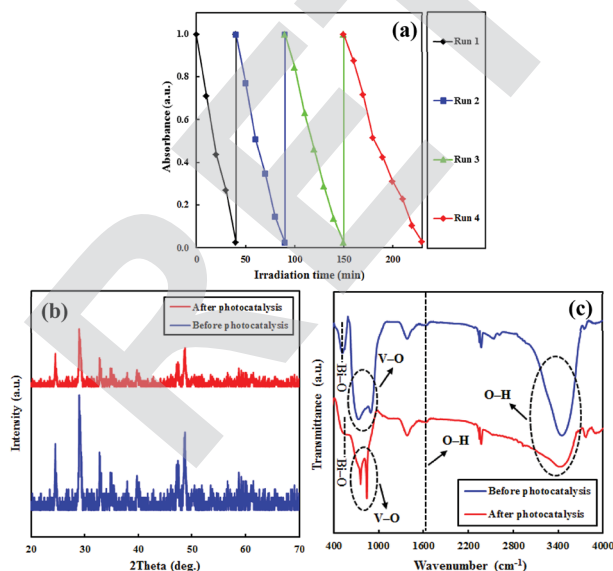 (a)
Absorbance (a.u.)
1.0
0.8
0.6
0.4
0.2
0.0
0 50 100 150 200
Irradiation time (min)
Run 1
Run 2
Run 3
Run 4
(b)
After photocatalysis
Before photocatalysis
Intenwity (a.u.)
20 30 40 50 60 70
2Theta (deg.)
(c)
Transmittance (a.u.)
Bi–O
V–O
O–H
O–H
Bi–O
V–O
Before photocatalysis
After photocatalysis
400 1000 1600 2200 2800 3400 4000
Wavenumber (cm⁻¹)
RET